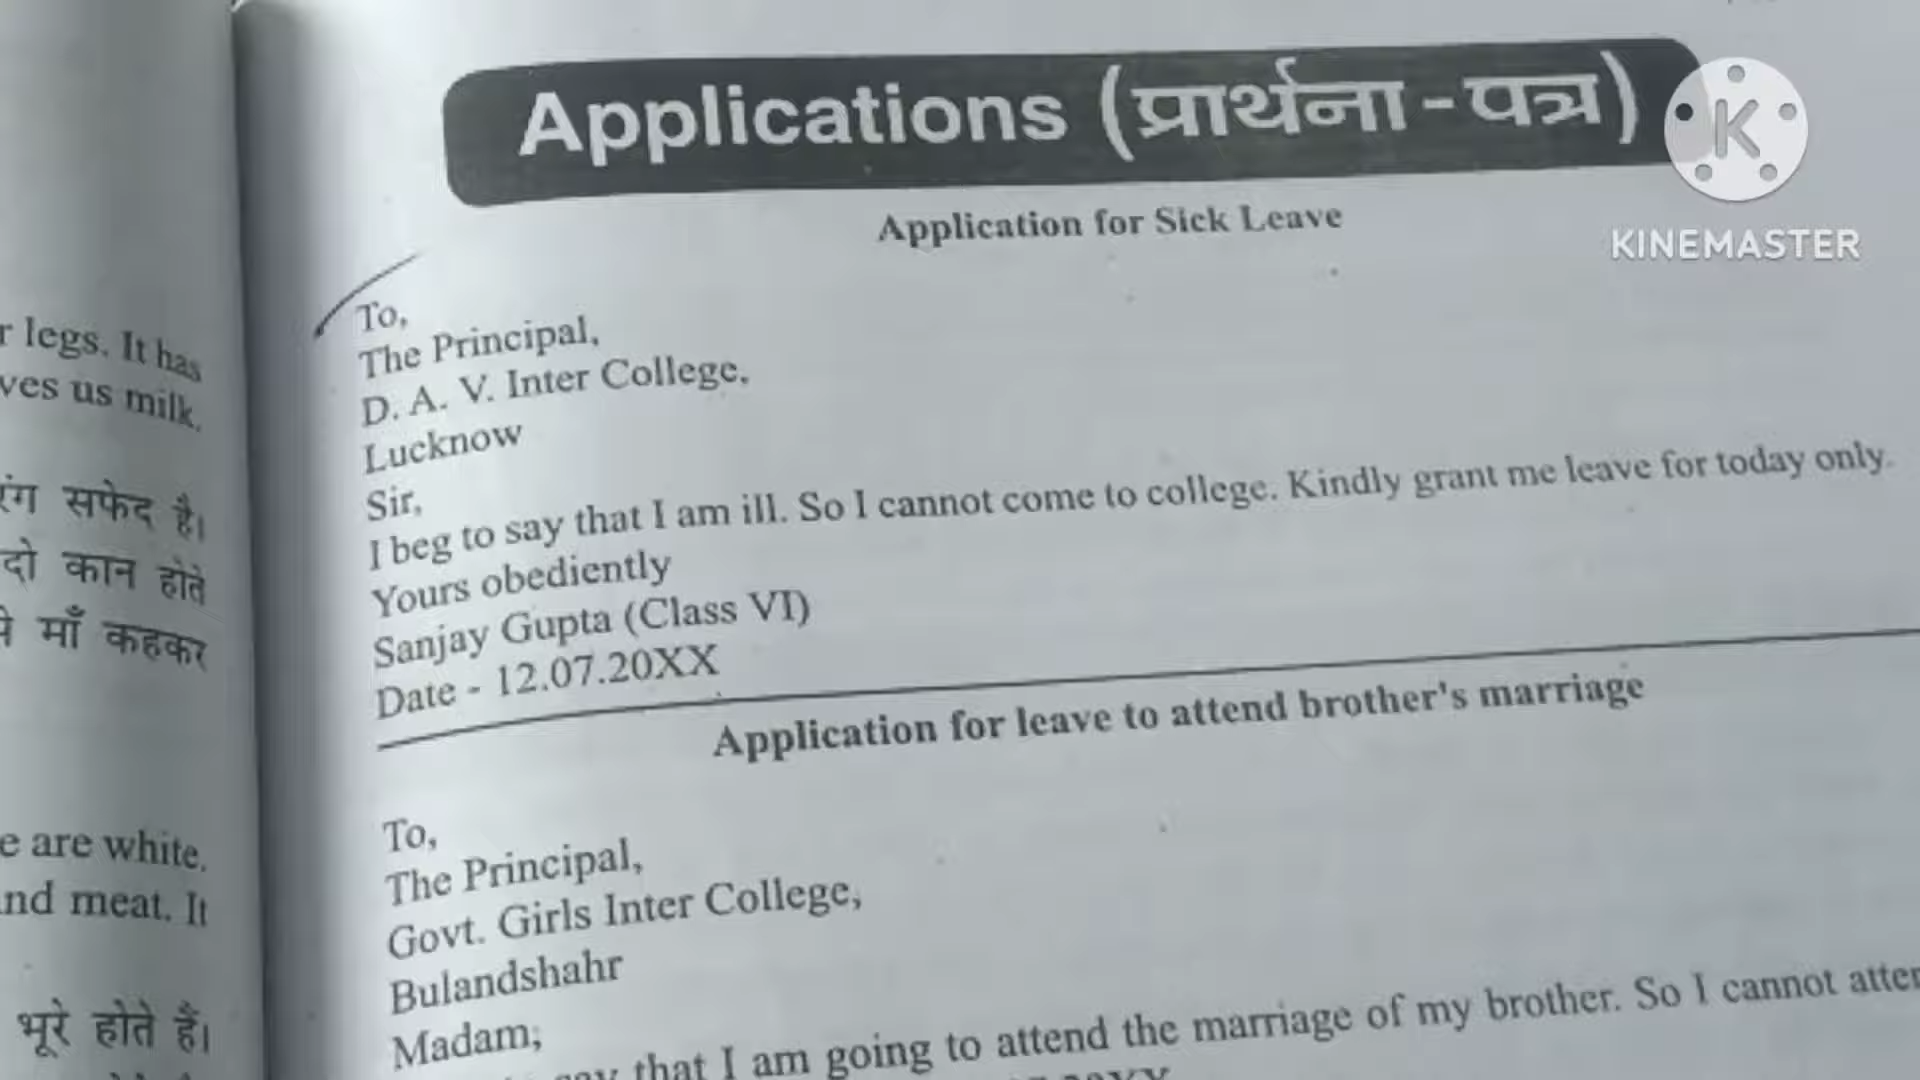 legs. It has
us milk.
रंग सफेद है।
दो कान होते
माँ कहकर
are white.
meat. It
भूरे होते हैं।
Applications (प्रार्थना-पत्र)
KINEMASTER
Application for Sick Leave
To,
The Principal,
D. A. V. Inter College,
Lucknow
Sir,
I beg to say that I am ill. So I cannot come to college. Kindly grant me leave for today only.
Yours obediently
Sanjay Gupta (Class VI)
Date - 12.07.20XX
Application for leave to attend brother's marriage
To,
The Principal,
Govt. Girls Inter College,
Bulandshahr
Madam;
say that I am going to attend the marriage of my brother. So I cannot